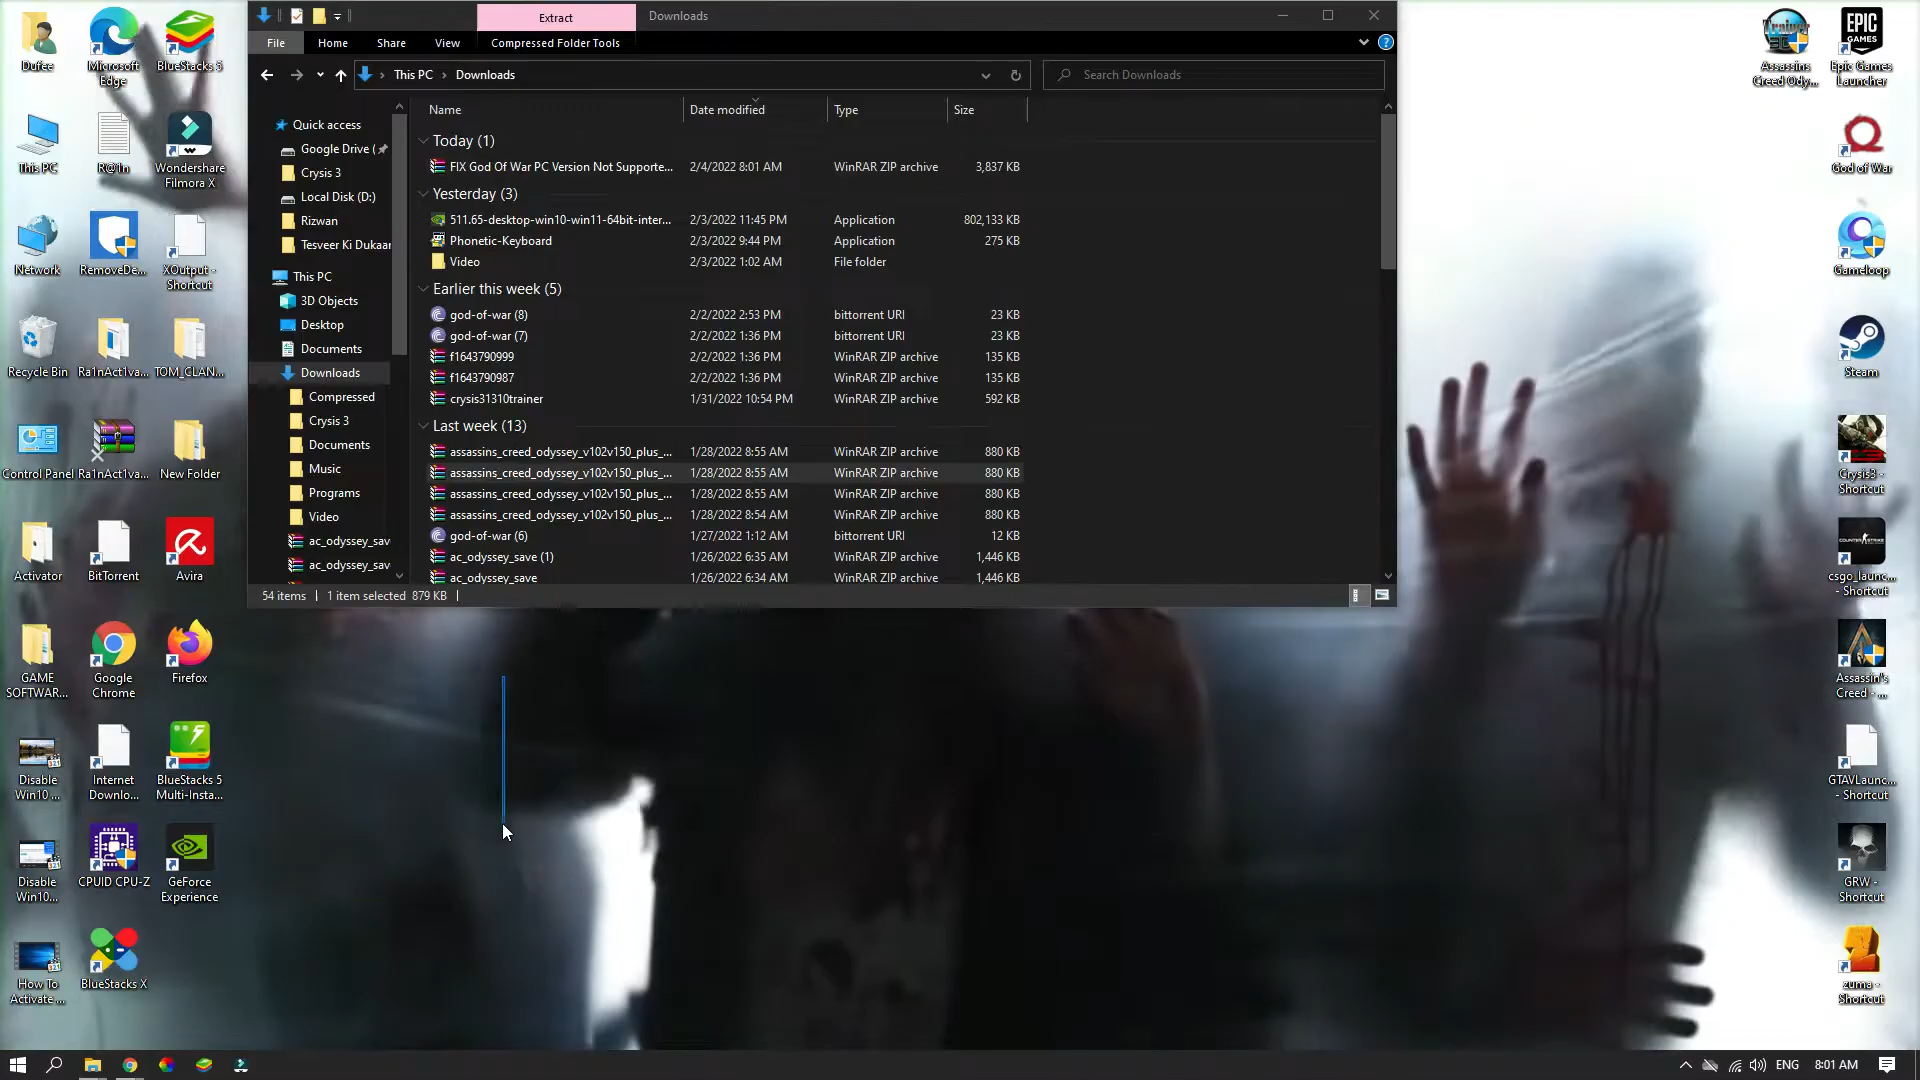 Extract
Downloads
File
Home
Share
View
Compressed Folder Tools
This PC
Downloads
Search Downloads
Name
Date modified
Type
Size
Today (1)
FIX God Of War PC Version Not Supporte... 2/4/2022 8:01 AM WinRAR ZIP archive 3,837 KB
Yesterday (3)
511.65-desktop-win10-win11-64bit-inter... 2/3/2022 11:45 PM Application 802,133 KB
Phonetic-Keyboard 2/3/2022 9:44 PM Application 275 KB
Video 2/3/2022 1:02 AM File folder
Earlier this week (5)
god-of-war (8) 2/2/2022 2:53 PM bittorrent URI 23 KB
god-of-war (7) 2/2/2022 1:36 PM bittorrent URI 23 KB
f1643790999 2/2/2022 1:36 PM WinRAR ZIP archive 135 KB
f1643790987 2/2/2022 1:36 PM WinRAR ZIP archive 135 KB
crysis31310trainer 1/31/2022 10:54 PM WinRAR ZIP archive 592 KB
Last week (13)
assassins_creed_odyssey_v102v150_plus_... 1/28/2022 8:55 AM WinRAR ZIP archive 880 KB
assassins_creed_odyssey_v102v150_plus_... 1/28/2022 8:55 AM WinRAR ZIP archive 880 KB
assassins_creed_odyssey_v102v150_plus_... 1/28/2022 8:55 AM WinRAR ZIP archive 880 KB
assassins_creed_odyssey_v102v150_plus_... 1/28/2022 8:54 AM WinRAR ZIP archive 880 KB
god-of-war (6) 1/27/2022 1:12 AM bittorrent URI 12 KB
ac_odyssey_save (1) 1/26/2022 6:35 AM WinRAR ZIP archive 1,446 KB
ac_odyssey_save 1/26/2022 6:34 AM WinRAR ZIP archive 1,446 KB
54 items
1 item selected 879 KB
Quick access
Google Drive (
Crysis 3
Local Disk (D:)
Rizwan
Tesveer Ki Dukaar
This PC
3D Objects
Desktop
Documents
Downloads
Compressed
Crysis 3
Documents
Music
Programs
Video
ac_odyssey_sav
ac_odyssey_sav
Dufee
Microsoft
Edge
BlueStacks 5
This PC
R@1n
Wondershare
Filmora X
Network
RemoveDe...
XOutput -
Shortcut
Recycle Bin
Ra1nAct1va...
TOM_CLAN...
Control Panel
Ra1nAct1va...
New Folder
Activator
BitTorrent
Avira
GAME
SOFTWAR...
Google
Chrome
Firefox
Disable
Win10 ...
Internet
Downlo...
BlueStacks 5
Multi-Insta...
Disable
Win10...
CPUID CPU-Z
GeForce
Experience
How To
Activate ...
BlueStacks X
Assassins
Creed Ody...
EPIC
GAMES
Epic Games
Launcher
God of War
Gameloop
Steam
Crysis3 -
Shortcut
csgo_launc...
- Shortcut
Assassin's
Creed - ...
GTAVLaunc...
- Shortcut
GRW -
Shortcut
zuma -
Shortcut
ENG
8:01 AM